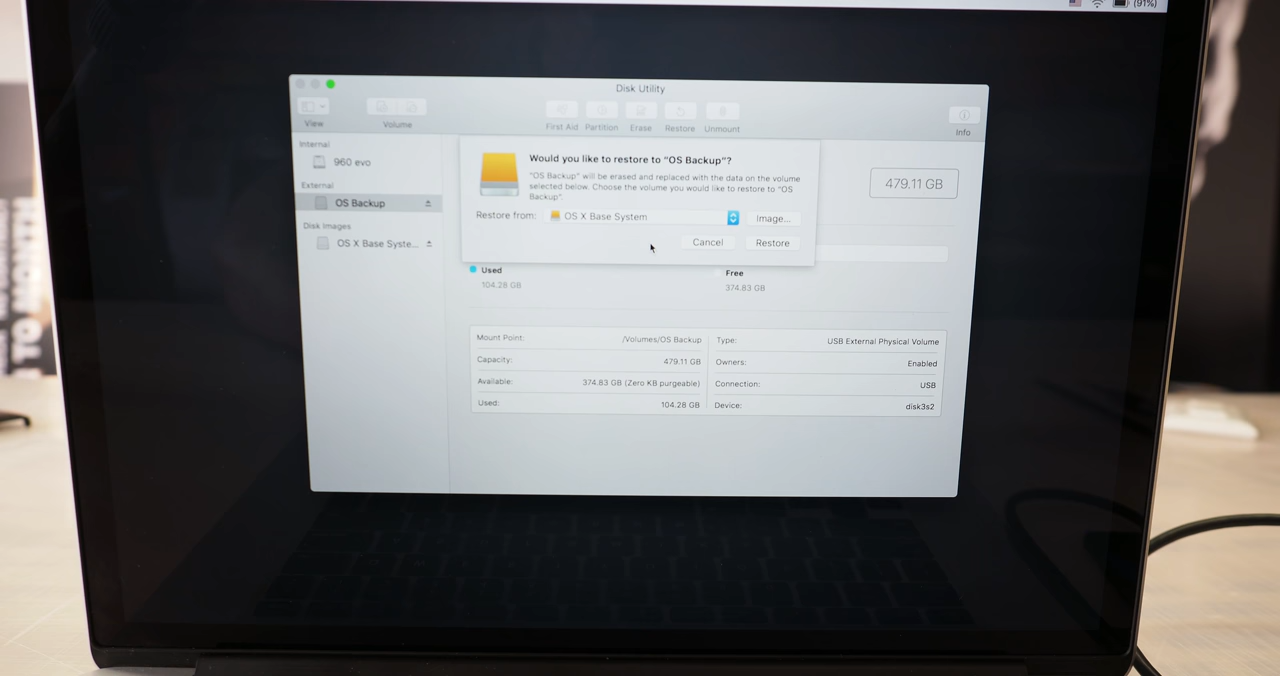 (91%)
Disk Utility
View
Volume
First Aid
Partition
Erase
Restore
Unmount
Info
Internal
960 evo
External
OS Backup
Disk Images
OS X Base Syste...
Would you like to restore to “OS Backup”?
“OS Backup” will be erased and replaced with the data on the volume
selected below. Choose the volume you would like to restore to “OS
Backup”.
Restore from: OS X Base System
Image...
Cancel
Restore
479.11 GB
Used
104.28 GB
Free
374.83 GB
Mount Point: /Volumes/OS Backup
Capacity: 479.11 GB
Available: 374.83 GB (Zero KB purgeable)
Used: 104.28 GB
Type: USB External Physical Volume
Owners: Enabled
Connection: USB
Device: disk3s2